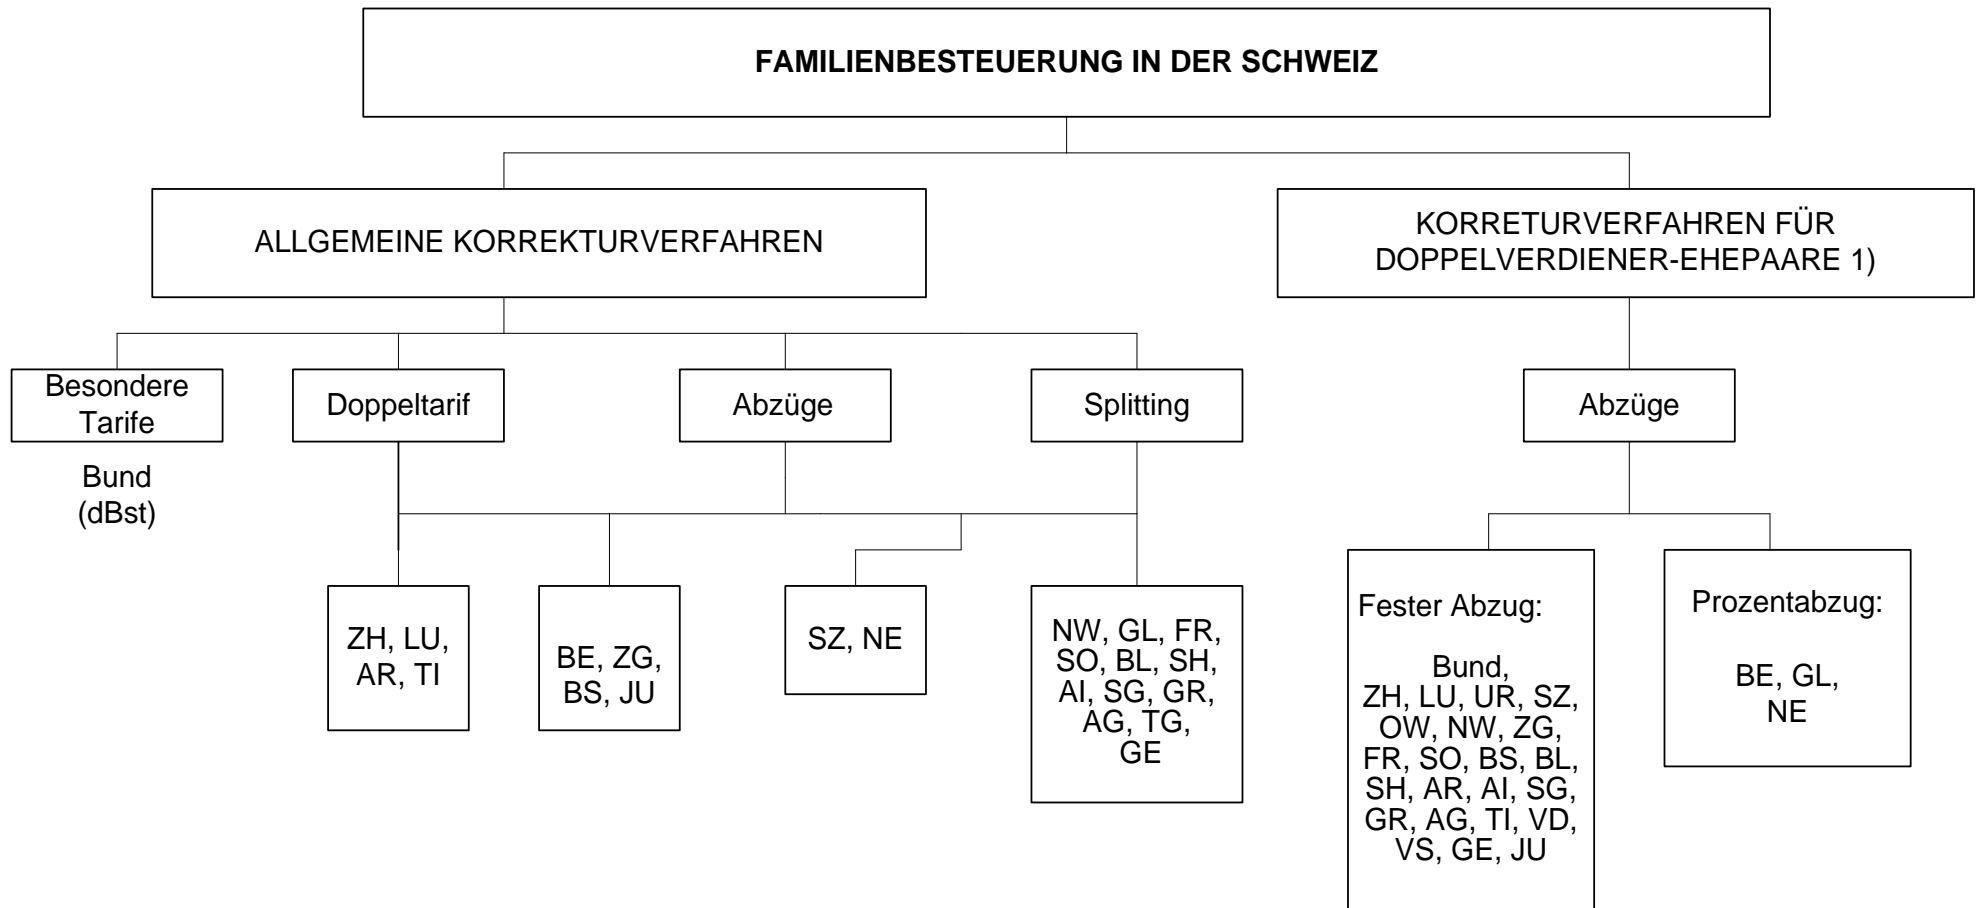 FAMILIENBESTEUERUNG IN DER SCHWEIZ
ALLGEMEINE KORREKTURVERFAHREN
KORRETURVERFAHREN FÜR
DOPPELVERDIENER-EHEPAARE 1)
Besondere
Tarife
Doppeltarif
Abzüge
Splitting
Abzüge
Bund
(dBst)
ZH, LU,
AR, TI
BE, ZG,
BS, JU
SZ, NE
NW, GL, FR,
SO, BL, SH,
AI, SG, GR,
AG, TG,
GE
Fester Abzug:
Bund,
ZH, LU, UR, SZ,
OW, NW, ZG,
FR, SO, BS, BL,
SH, AR, AI, SG,
GR, AG, TI, VD,
VS, GE, JU
Prozentabzug:
BE, GL,
NE